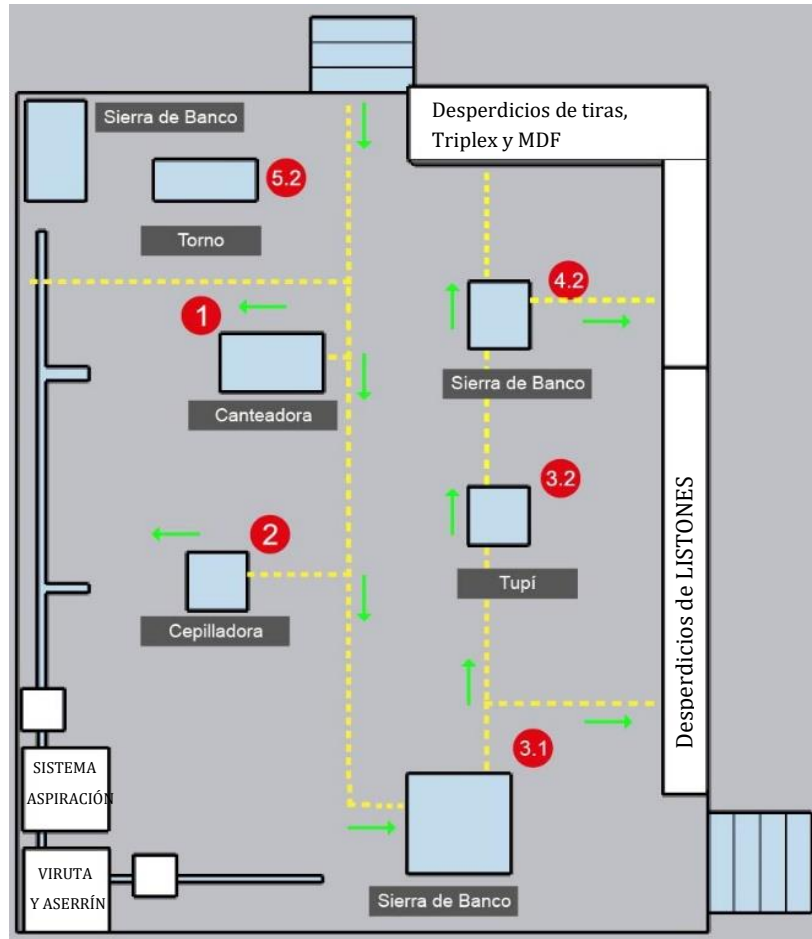 Desperdicios de tiras,
Triplex y MDF
Sierra de Banco
5.2
Torno
4.2
1
Sierra de Banco
Canteadora
3.2
2
Tupí
Cepilladora
Desperdicios de LISTONES
3.1
SISTEMA
ASPIRACIÓN
VIRUTA
Y ASERRÍN
Sierra de Banco